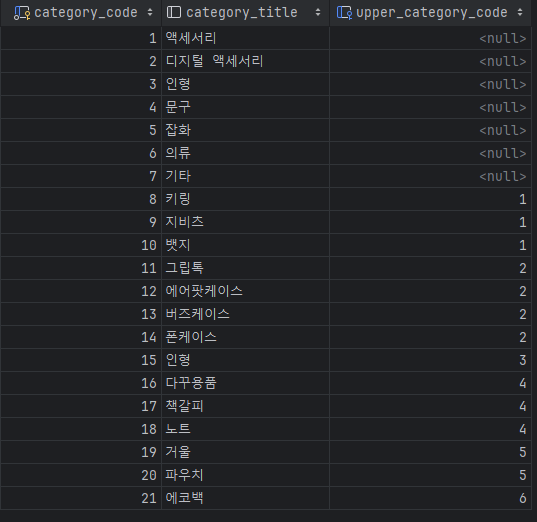 category_code category_title upper_category_code
1 액세서리 <null>
2 디지털 액세서리 <null>
3 인형 <null>
4 문구 <null>
5 잡화 <null>
6 의류 <null>
7 기타 <null>
8 키링 1
9 지비츠 1
10 뱃지 1
11 그립톡 2
12 에어팟케이스 2
13 버즈케이스 2
14 폰케이스 2
15 인형 3
16 다꾸용품 4
17 책갈피 4
18 노트 4
19 거울 5
20 파우치 5
21 에코백 6